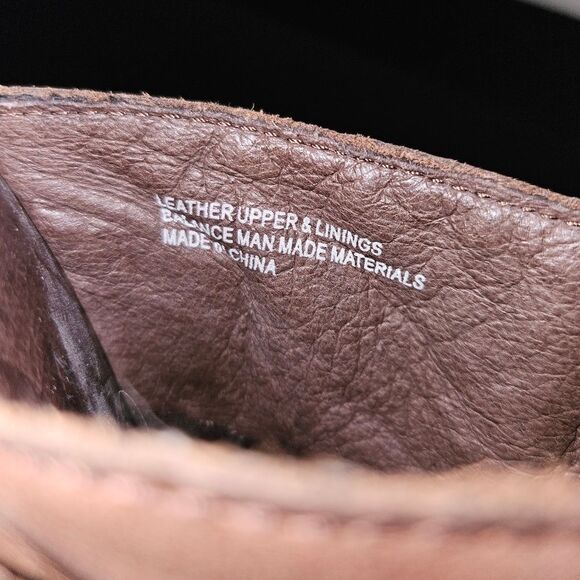 LEATHER UPPER & LININGS
BALANCE MAN MADE MATERIALS
MADE IN CHINA